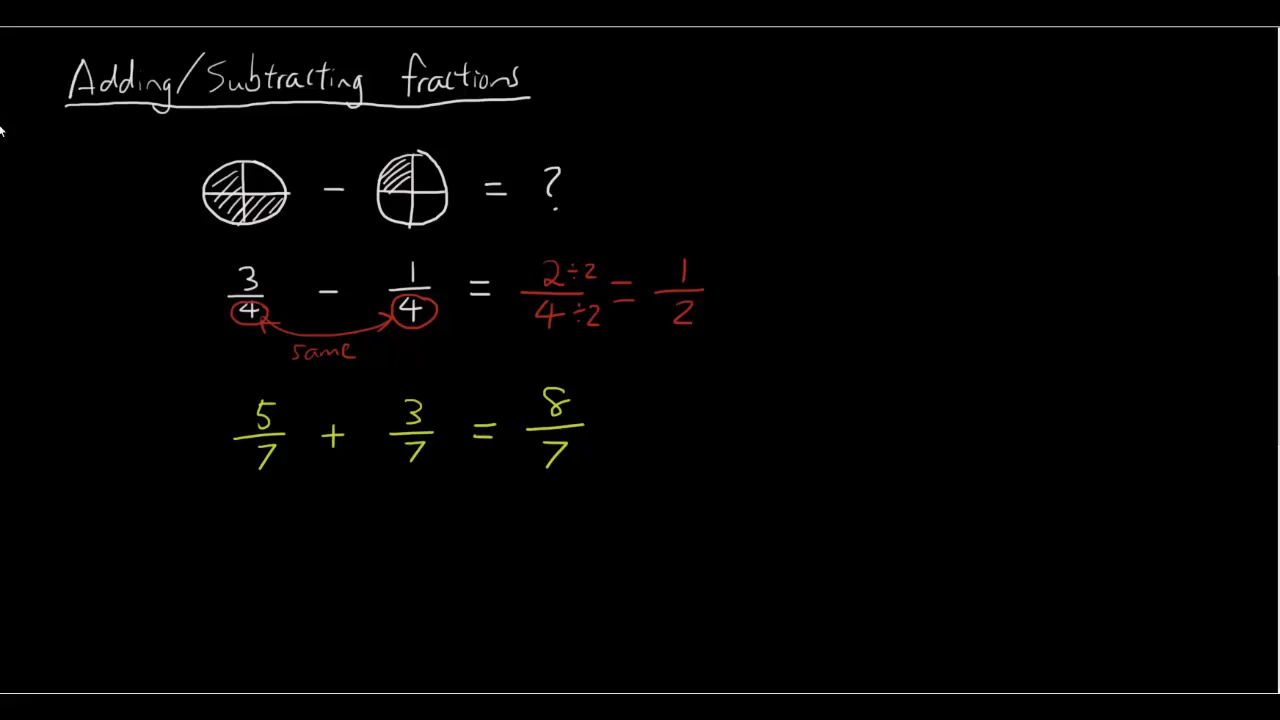 Adding/Subtracting fractions
- = ?
3/4 - 1/4 = 2÷2/4÷2 = 1/2
same
5/7 + 3/7 = 8/7